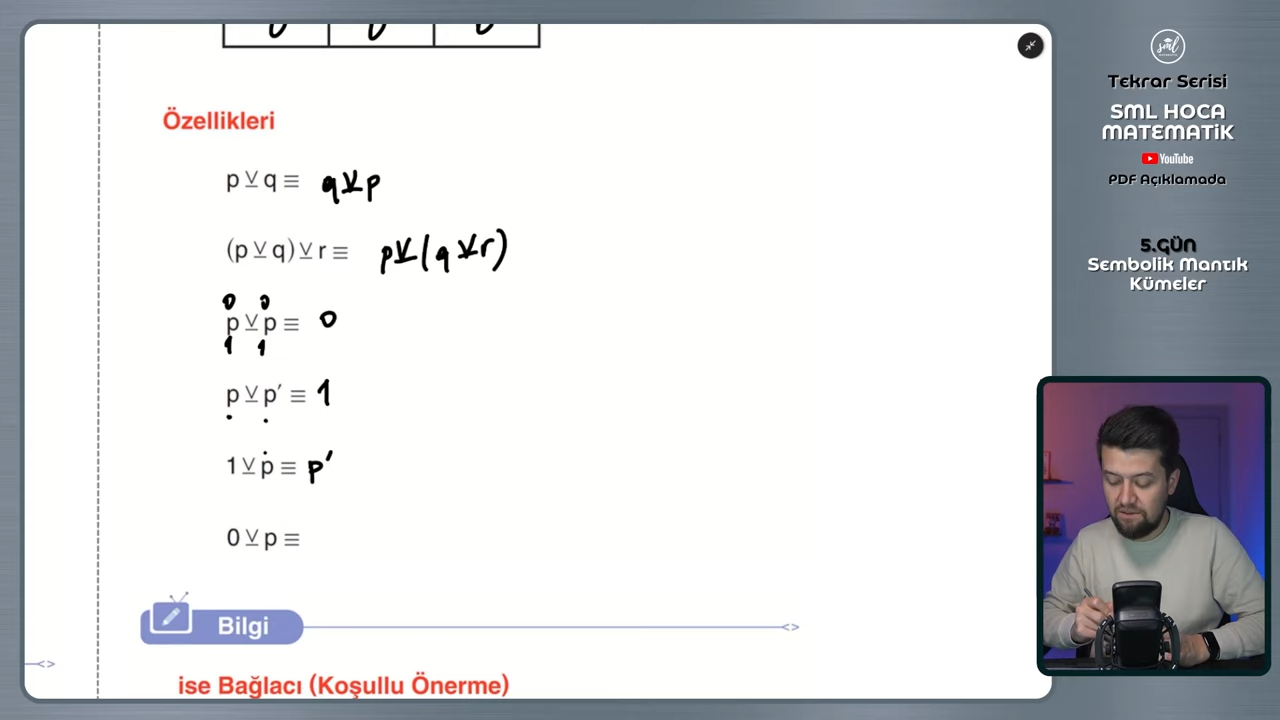 Özellikleri
p ⊻ q ≡ q ⊻ p
(p ⊻ q) ⊻ r ≡ p ⊻ (q ⊻ r)
0 0
p ⊻ p ≡ 0
1 1
p ⊻ p′ ≡ 1
1 ⊻ p ≡ p′
0 ⊻ p ≡
Bilgi
ise Bağlacı (Koşullu Önerme)
sml
Tekrar Serisi
SML HOCA
MATEMATİK
YouTube
PDF Açıklamada
5.GÜN
Sembolik Mantık
Kümeler